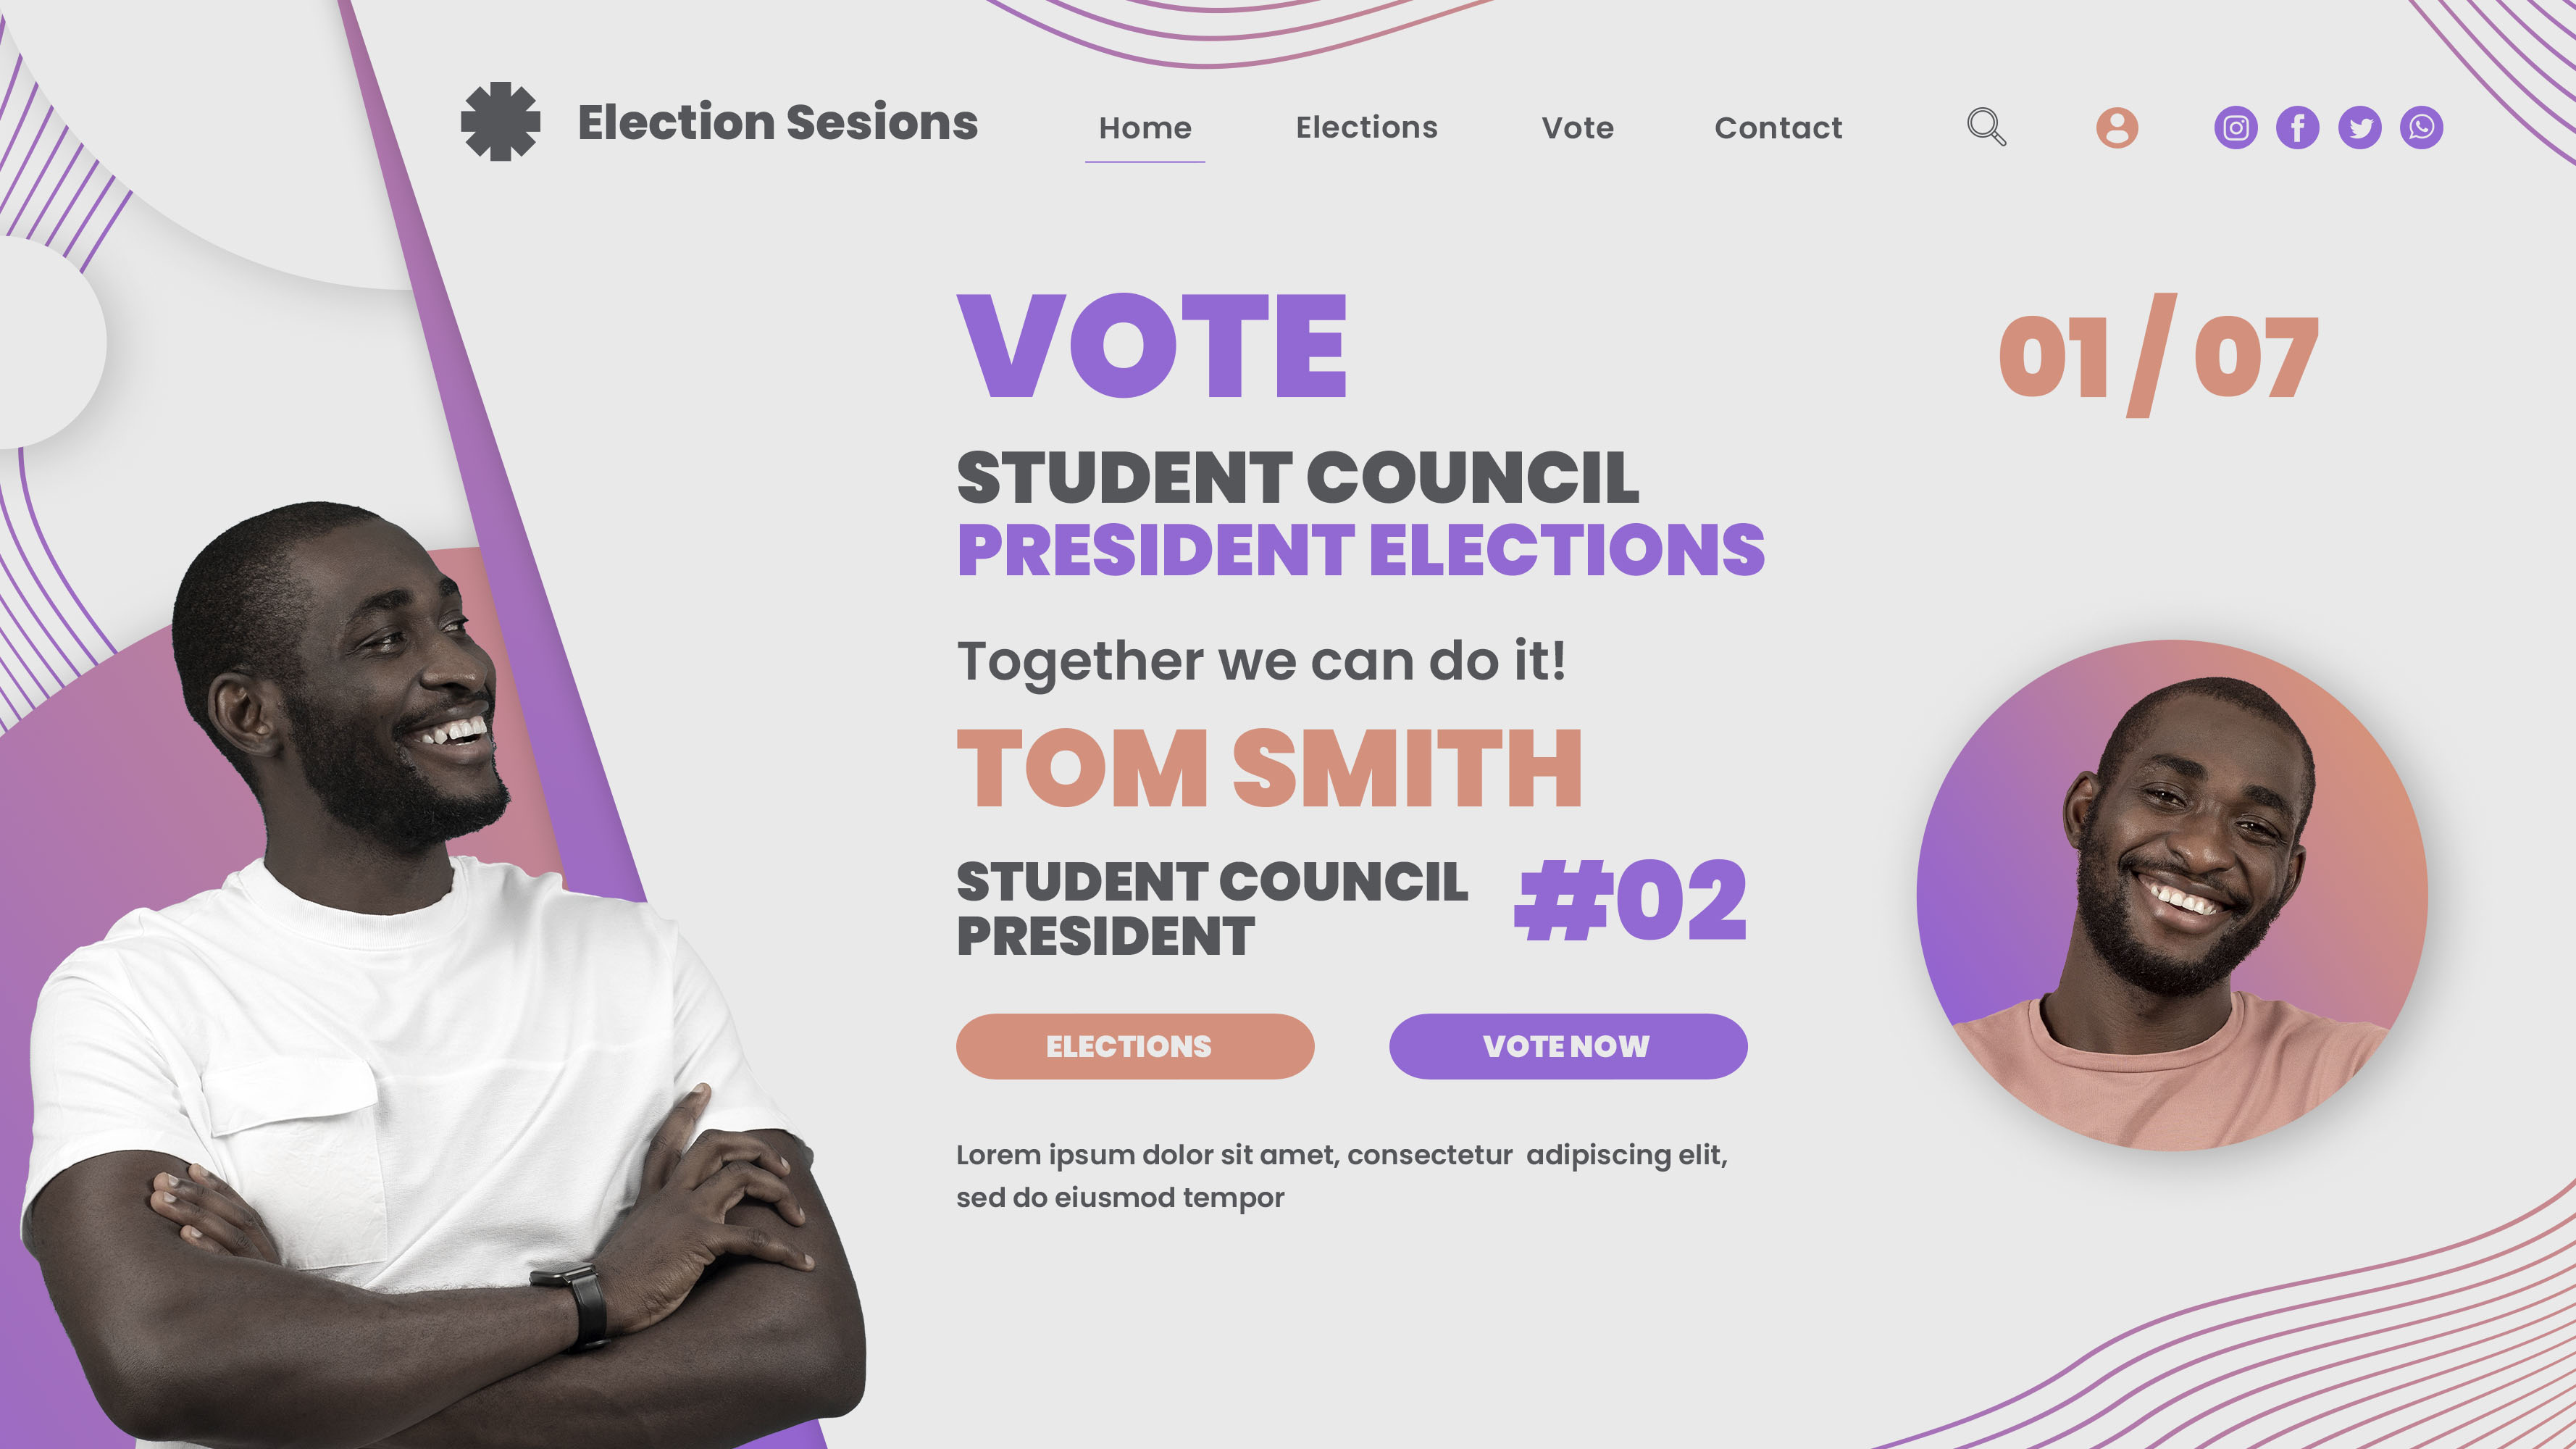 Election Sesions
Home
Elections
Vote
Contact
VOTE
01 / 07
STUDENT COUNCIL
PRESIDENT ELECTIONS
Together we can do it!
TOM SMITH
STUDENT COUNCIL
PRESIDENT
#02
ELECTIONS
VOTE NOW
Lorem ipsum dolor sit amet, consectetur  adipiscing elit,
sed do eiusmod tempor